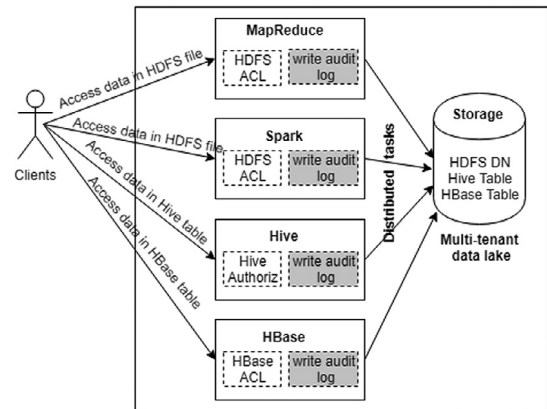 MapReduce
HDFS
ACL
write audit
log
Access data in HDFS file
Spark
HDFS
ACL
write audit
log
Access data in HDFS file
Hive
Hive
Authoriz
write audit
log
Access data in Hive table
HBase
HBase
ACL
write audit
log
Access data in HBase table
Clients
Distributed tasks
Storage
HDFS DN
Hive Table
HBase Table
Multi-tenant
data lake